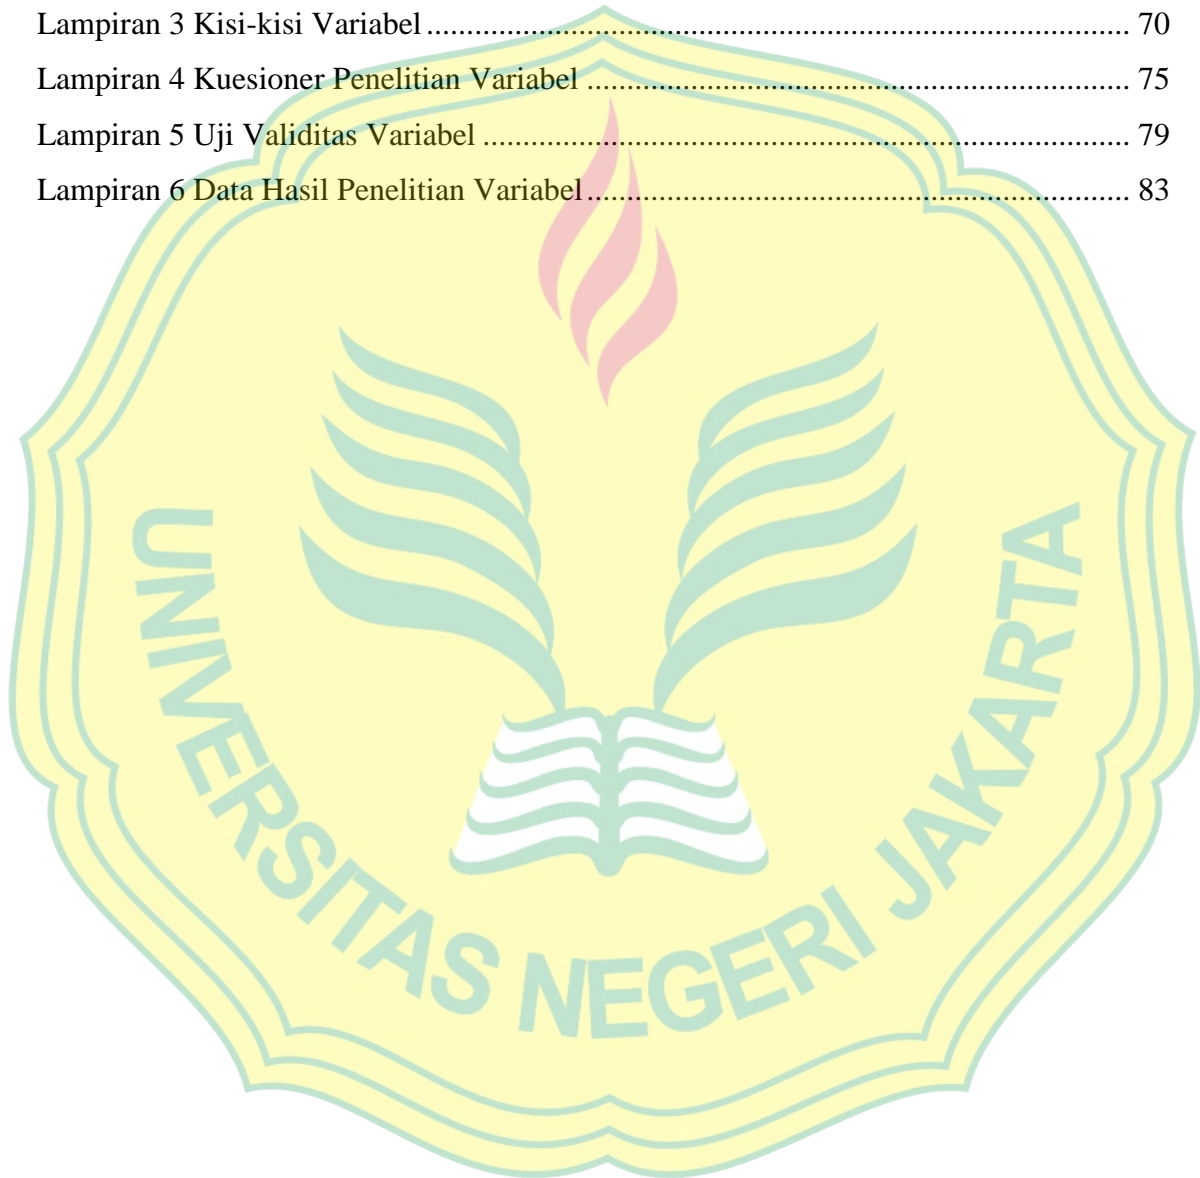 Lampiran 3 Kisi-kisi Variabel ........................................................................................ 70
Lampiran 4 Kuesioner Penelitian Variabel .................................................................... 75
Lampiran 5 Uji Validitas Variabel ................................................................................. 79
Lampiran 6 Data Hasil Penelitian Variabel .................................................................... 83
UNIVERSITAS NEGERI JAKARTA